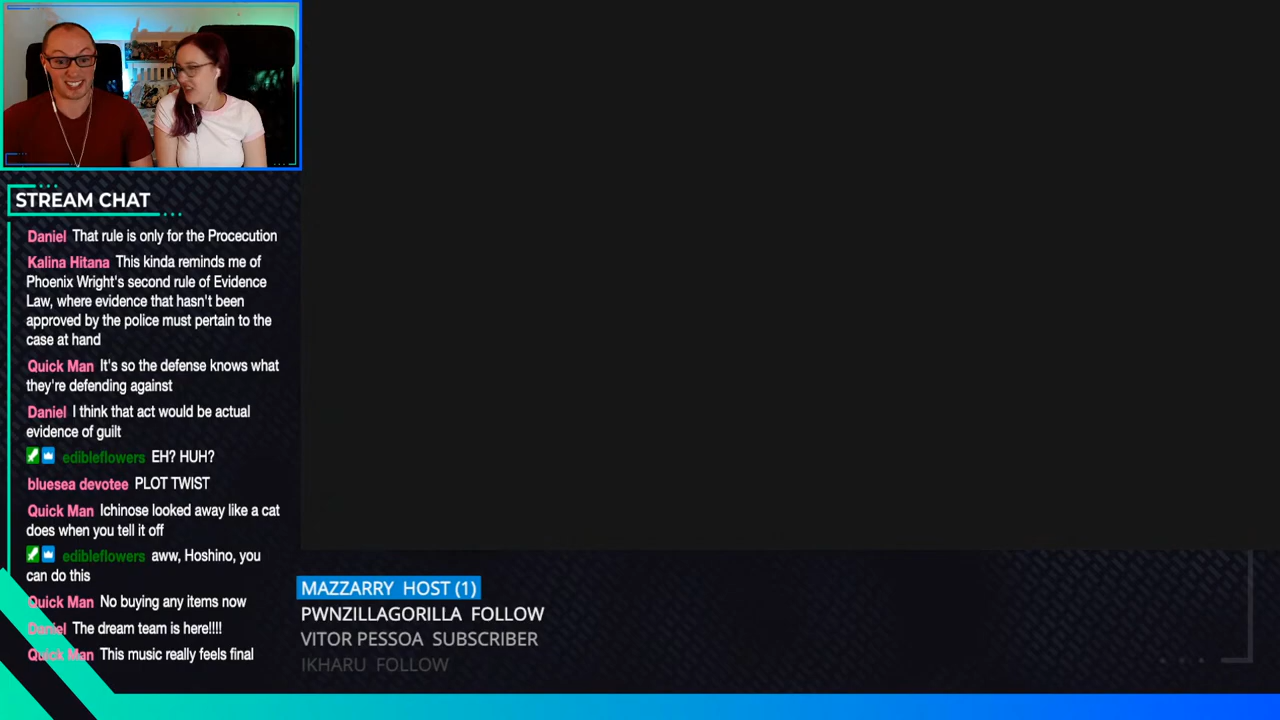 STREAM CHAT
Daniel That rule is only for the Procecution
Kalina Hitana This kinda reminds me of
Phoenix Wright's second rule of Evidence
Law, where evidence that hasn't been
approved by the police must pertain to the
case at hand
Quick Man It's so the defense knows what
they're defending against
Daniel I think that act would be actual
evidence of guilt
edibleflowers EH? HUH?
bluesea devotee PLOT TWIST
Quick Man Ichinose looked away like a cat
does when you tell it off
edibleflowers aww, Hoshino, you
can do this
Quick Man No buying any items now
Daniel The dream team is here!!!!
Quick Man This music really feels final
MAZZARRY HOST (1)
PWNZILLAGORILLA FOLLOW
VITOR PESSOA SUBSCRIBER
IKHARU FOLLOW